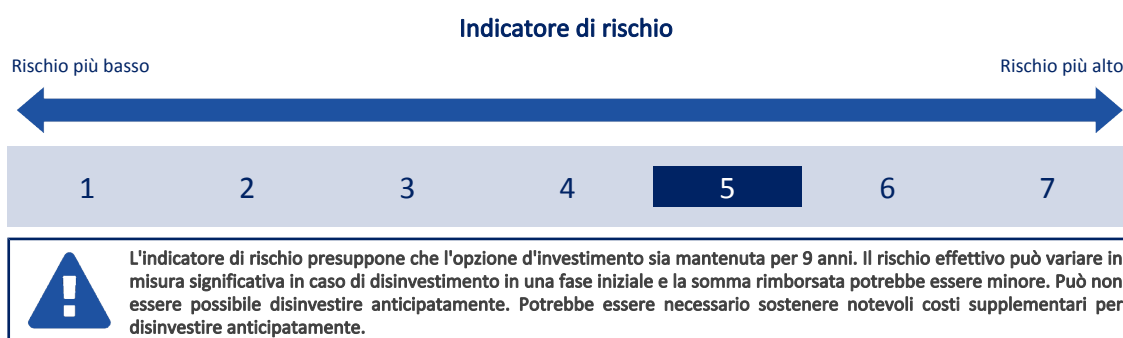 Indicatore di rischio
Rischio più basso
Rischio più alto
1 2 3 4 5 6 7
L'indicatore di rischio presuppone che l'opzione d'investimento sia mantenuta per 9 anni. Il rischio effettivo può variare in
misura significativa in caso di disinvestimento in una fase iniziale e la somma rimborsata potrebbe essere minore. Può non
essere possibile disinvestire anticipatamente. Potrebbe essere necessario sostenere notevoli costi supplementari per
disinvestire anticipatamente.